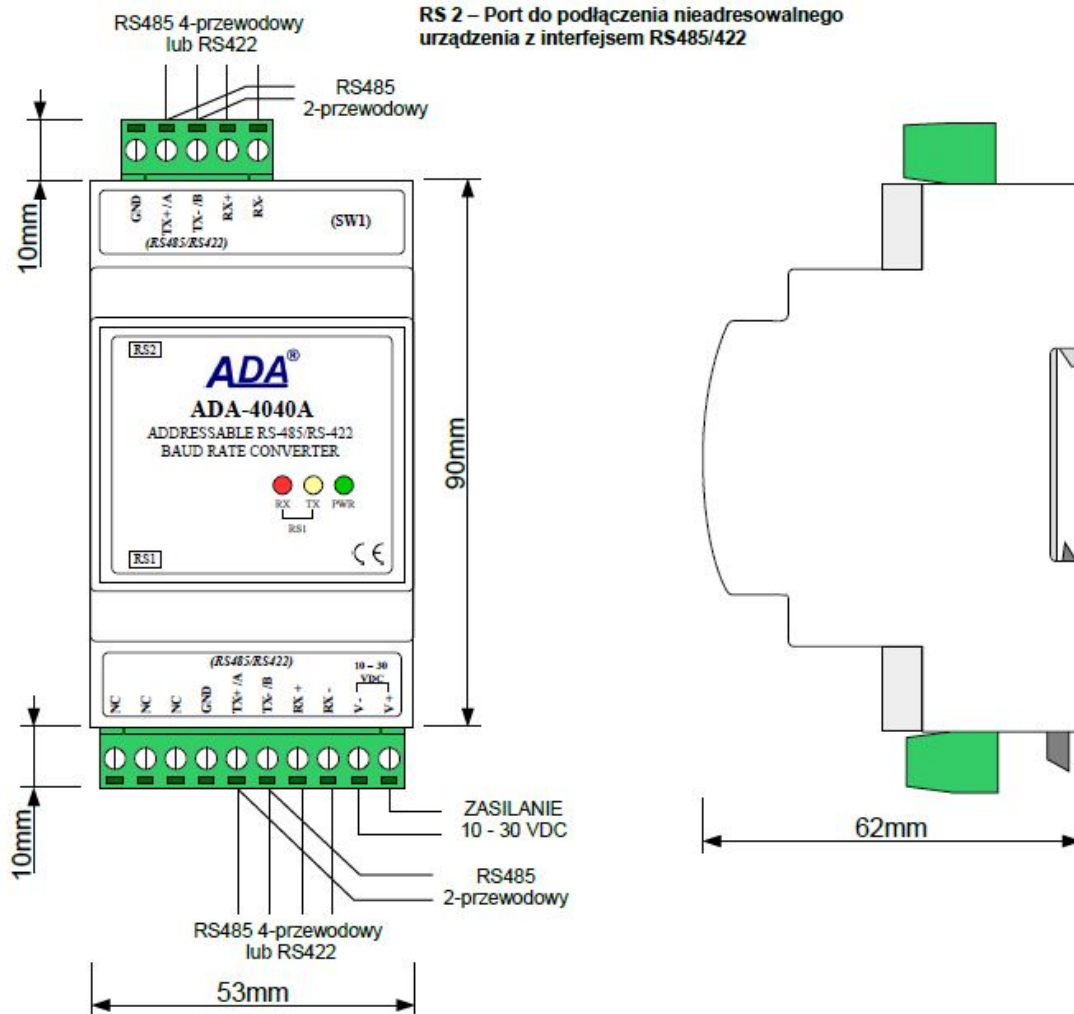 RS 2 – Port do podłączenia nieadresowalnego
urządzenia z interfejsem RS485/422
RS485 4-przewodowy
lub RS422
RS485
2-przewodowy
10mm
GND
TX+ /A
TX- /B
RX+
RX-
(SW1)
(RS485/RS422)
RS2
ADA®
ADA-4040A
ADDRESSABLE RS-485/RS-422
BAUD RATE CONVERTER
RX TX PWR
RS1
RS1
CE
90mm
(RS485/RS422)
10 – 30
VDC
NC
NC
NC
GND
TX+ /A
TX- /B
RX +
RX -
V -
V +
10mm
ZASILANIE
10 - 30 VDC
RS485
2-przewodowy
RS485 4-przewodowy
lub RS422
53mm
62mm